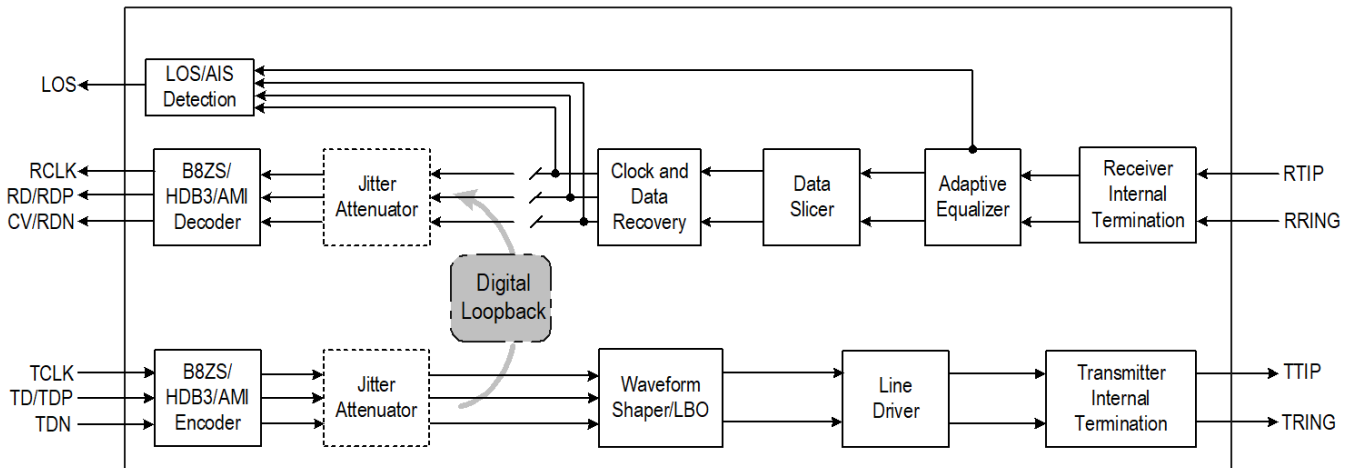 LOS
LOS/AIS
Detection
RCLK
RD/RDP
CV/RDN
B8ZS/
HDB3/AMI
Decoder
Jitter
Attenuator
Clock and
Data
Recovery
Data
Slicer
Adaptive
Equalizer
Receiver
Internal
Termination
RTIP
RRING
Digital
Loopback
TCLK
TD/TDP
TDN
B8ZS/
HDB3/AMI
Encoder
Jitter
Attenuator
Waveform
Shaper/LBO
Line
Driver
Transmitter
Internal
Termination
TTIP
TRING